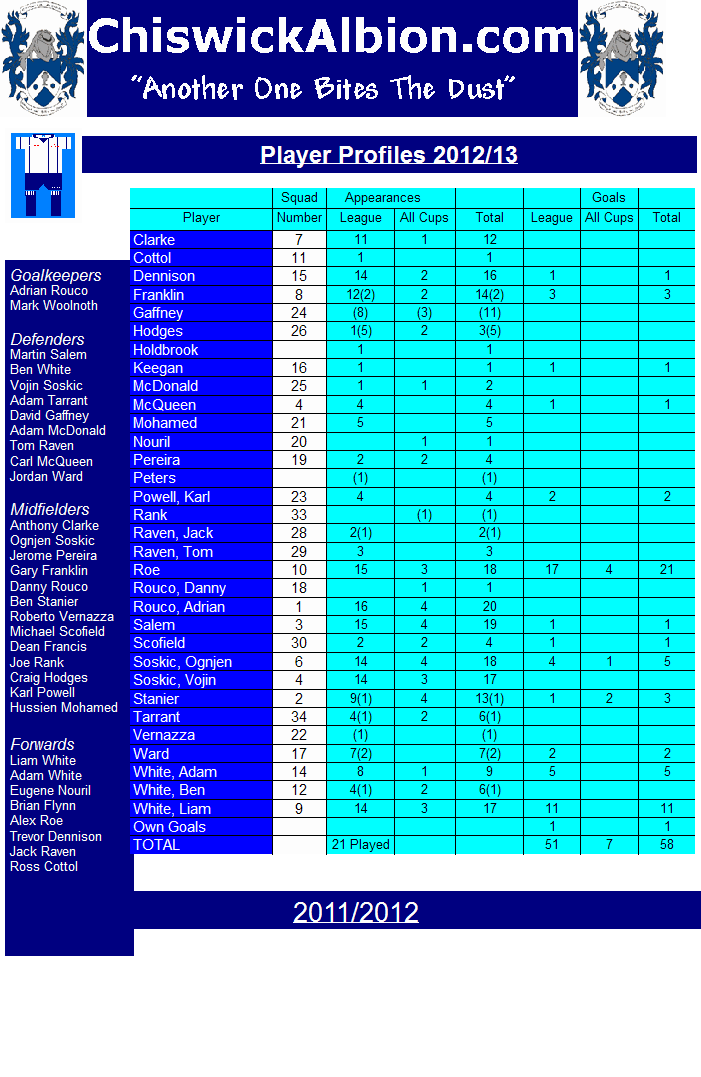 ChiswickAlbion.com
"Another One Bites The Dust"
Player Profiles 2012/13
Goalkeepers
Adrian Rouco
Mark Woolnoth
Defenders
Martin Salem
Ben White
Vojin Soskic
Adam Tarrant
David Gaffney
Adam McDonald
Tom Raven
Carl McQueen
Jordan Ward
Midfielders
Anthony Clarke
Ognjen Soskic
Jerome Pereira
Gary Franklin
Danny Rouco
Ben Stanier
Roberto Vernazza
Michael Scofield
Dean Francis
Joe Rank
Craig Hodges
Karl Powell
Hussien Mohamed
Forwards
Liam White
Adam White
Eugene Nouril
Brian Flynn
Alex Roe
Trevor Dennison
Jack Raven
Ross Cottol
Squad Appearances Goals
Player Number League All Cups Total League All Cups Total
Clarke 7 11 1 12
Cottol 11 1 1
Dennison 15 14 2 16 1 1
Franklin 8 12(2) 2 14(2) 3 3
Gaffney 24 (8) (3) (11)
Hodges 26 1(5) 2 3(5)
Holdbrook 1 1
Keegan 16 1 1 1 1
McDonald 25 1 1 2
McQueen 4 4 4 1 1
Mohamed 21 5 5
Nouril 20 1 1
Pereira 19 2 2 4
Peters (1) (1)
Powell, Karl 23 4 4 2 2
Rank 33 (1) (1)
Raven, Jack 28 2(1) 2(1)
Raven, Tom 29 3 3
Roe 10 15 3 18 17 4 21
Rouco, Danny 18 1 1
Rouco, Adrian 1 16 4 20
Salem 3 15 4 19 1 1
Scofield 30 2 2 4 1 1
Soskic, Ognjen 6 14 4 18 4 1 5
Soskic, Vojin 4 14 3 17
Stanier 2 9(1) 4 13(1) 1 2 3
Tarrant 34 4(1) 2 6(1)
Vernazza 22 (1) (1)
Ward 17 7(2) 7(2) 2 2
White, Adam 14 8 1 9 5 5
White, Ben 12 4(1) 2 6(1)
White, Liam 9 14 3 17 11 11
Own Goals 1 1
TOTAL 21 Played 51 7 58
2011/2012